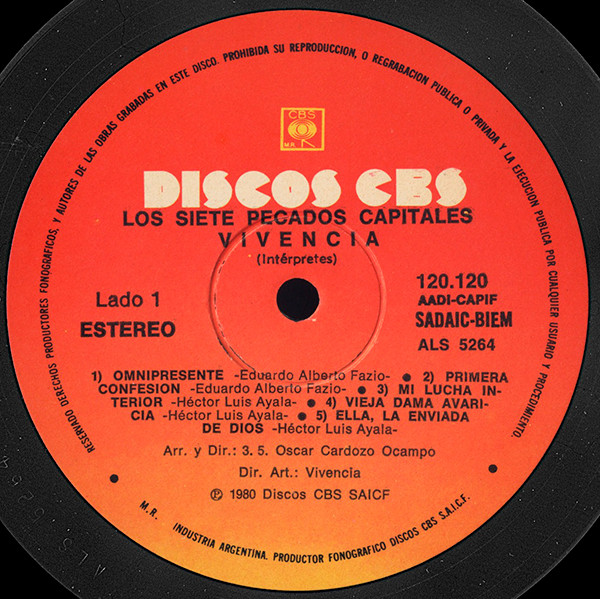 RESERVADO DERECHOS PRODUCTORES FONOGRAFICOS, Y AUTORES DE LAS OBRAS GRABADAS EN ESTE DISCO. PROHIBIDA SU REPRODUCCION, O REGRABACION PUBLICA O PRIVADA Y LA EJECUCION PUBLICA POR CUALQUIER USUARIO Y PROCEDIMIENTO.
CBS
M.R.
DISCOS CBS
LOS SIETE PECADOS CAPITALES
VIVENCIA
(Intérpretes)
Lado 1
ESTEREO
120.120
AADI-CAPIF
SADAIC-BIEM
ALS 5264
1) OMNIPRESENTE -Eduardo Alberto Fazio- ● 2) PRIMERA
CONFESION -Eduardo Alberto Fazio- ● 3) MI LUCHA IN-
TERIOR -Héctor Luis Ayala- ● 4) VIEJA DAMA AVARI-
CIA -Héctor Luis Ayala- ● 5) ELLA, LA ENVIADA
DE DIOS -Héctor Luis Ayala-
Arr. y Dir.: 3. 5. Oscar Cardozo Ocampo
Dir. Art.: Vivencia
℗ 1980 Discos CBS SAICF
M.R. INDUSTRIA ARGENTINA. PRODUCTOR FONOGRAFICO DISCOS CBS S.A.I.C.F.